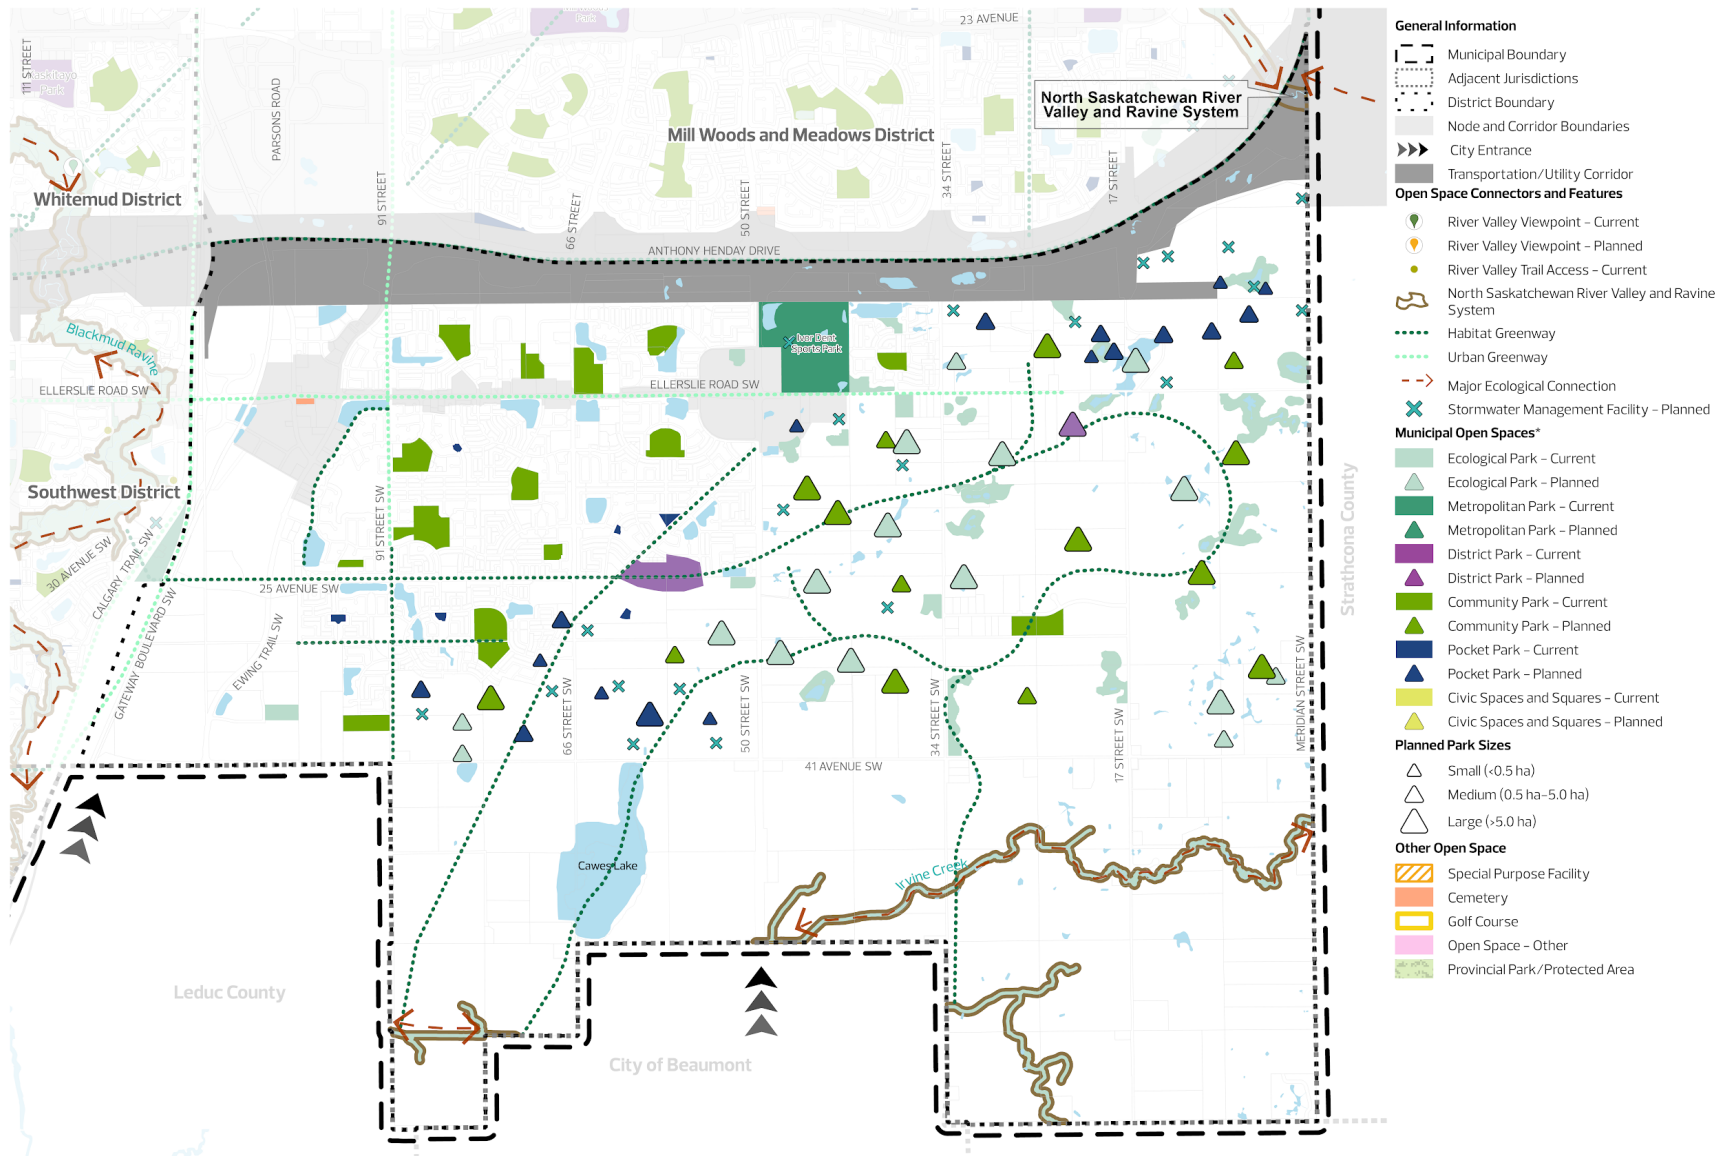 23 AVENUE
111 STREET
Park
Kaskitayo
Park
PARSONS ROAD
North Saskatchewan River
Valley and Ravine System
Mill Woods and Meadows District
34 STREET
17 STREET
Whitemud District
91 STREET
66 STREET
50 STREET
ANTHONY HENDAY DRIVE
Blackmud Ravine
Ivor Dent
Sports Park
ELLERSLIE ROAD SW
ELLERSLIE ROAD SW
Southwest District
91 STREET SW
Strathcona County
30 AVENUE SW
CALGARY TRAIL SW
25 AVENUE SW
GATEWAY BOULEVARD SW
EWING TRAIL SW
66 STREET SW
50 STREET SW
34 STREET SW
17 STREET SW
MERIDIAN STREET SW
41 AVENUE SW
Cawes Lake
Irvine Creek
Leduc County
City of Beaumont
General Information
Municipal Boundary
Adjacent Jurisdictions
District Boundary
Node and Corridor Boundaries
City Entrance
Transportation/Utility Corridor
Open Space Connectors and Features
River Valley Viewpoint – Current
River Valley Viewpoint – Planned
River Valley Trail Access – Current
North Saskatchewan River Valley and Ravine
System
Habitat Greenway
Urban Greenway
Major Ecological Connection
Stormwater Management Facility – Planned
Municipal Open Spaces*
Ecological Park – Current
Ecological Park – Planned
Metropolitan Park – Current
Metropolitan Park – Planned
District Park – Current
District Park – Planned
Community Park – Current
Community Park – Planned
Pocket Park – Current
Pocket Park – Planned
Civic Spaces and Squares – Current
Civic Spaces and Squares – Planned
Planned Park Sizes
Small (<0.5 ha)
Medium (0.5 ha–5.0 ha)
Large (>5.0 ha)
Other Open Space
Special Purpose Facility
Cemetery
Golf Course
Open Space – Other
Provincial Park/Protected Area